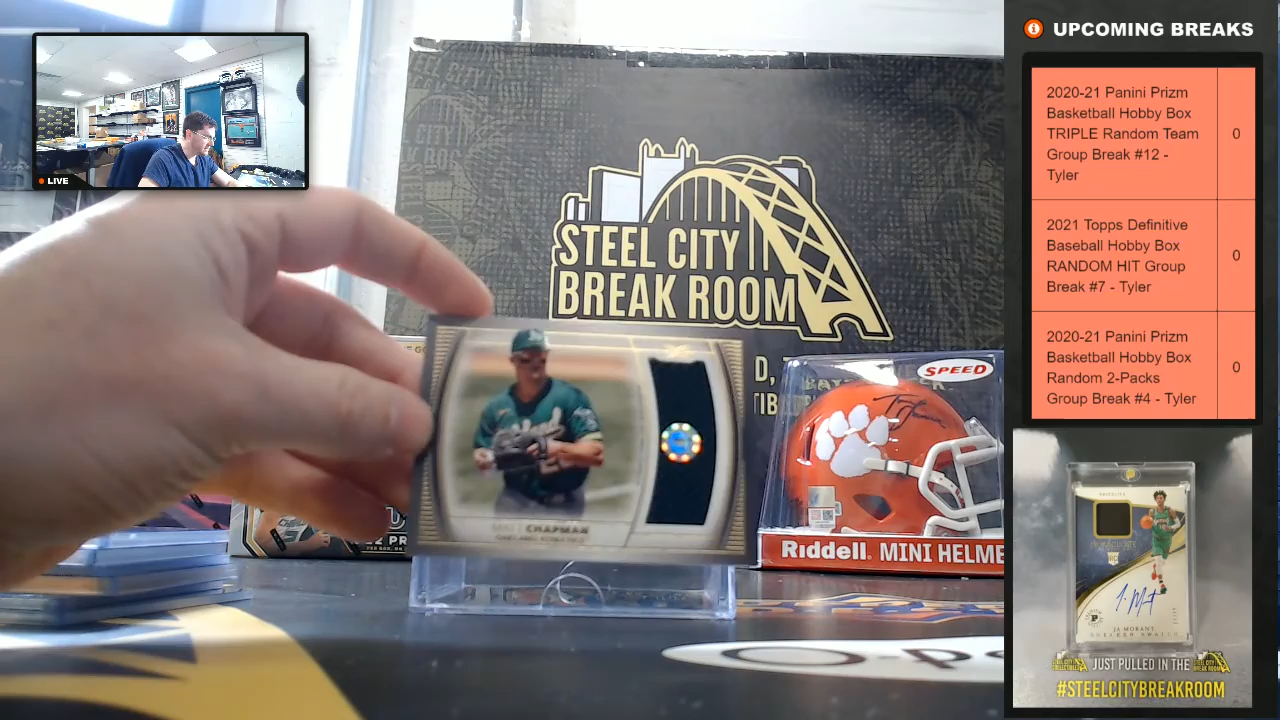 LIVE
STEEL CITY
BREAK ROOM
SPEED
Riddell. MINI HELME
CHAPMAN
UPCOMING BREAKS
2020-21 Panini Prizm
Basketball Hobby Box
TRIPLE Random Team
Group Break #12 -
Tyler
0
2021 Topps Definitive
Baseball Hobby Box
RANDOM HIT Group
Break #7 - Tyler
0
2020-21 Panini Prizm
Basketball Hobby Box
Random 2-Packs
Group Break #4 - Tyler
0
JA MORANT
JUST PULLED IN THE
#STEELCITYBREAKROOM